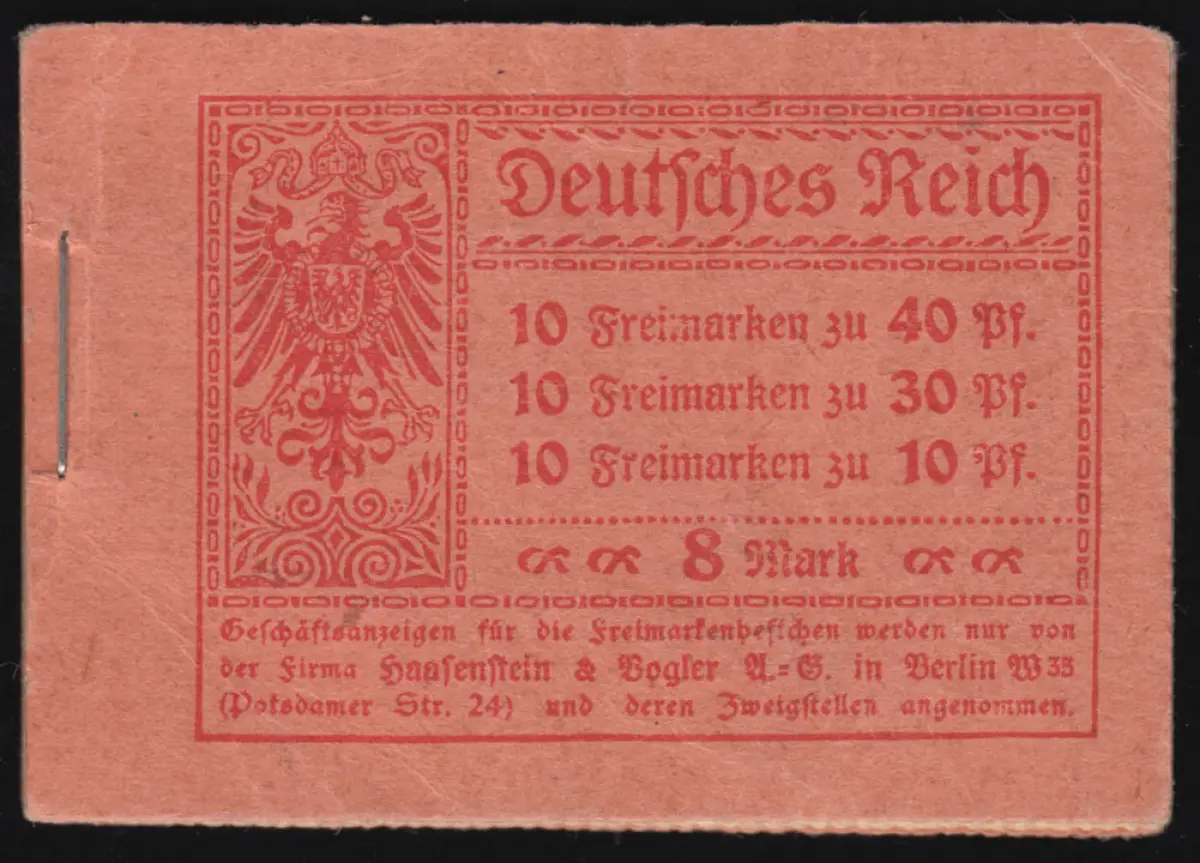 Deutsches Reich
10 Freimarken zu 40 Pf.
10 Freimarken zu 30 Pf.
10 Freimarken zu 10 Pf.
8 Mark
Geschäftsanzeigen für die Freimarkenheftchen werden nur von
der Firma Haasenstein & Vogler A.=G. in Berlin W 35
(Potsdamer Str. 24) und deren Zweigstellen angenommen.